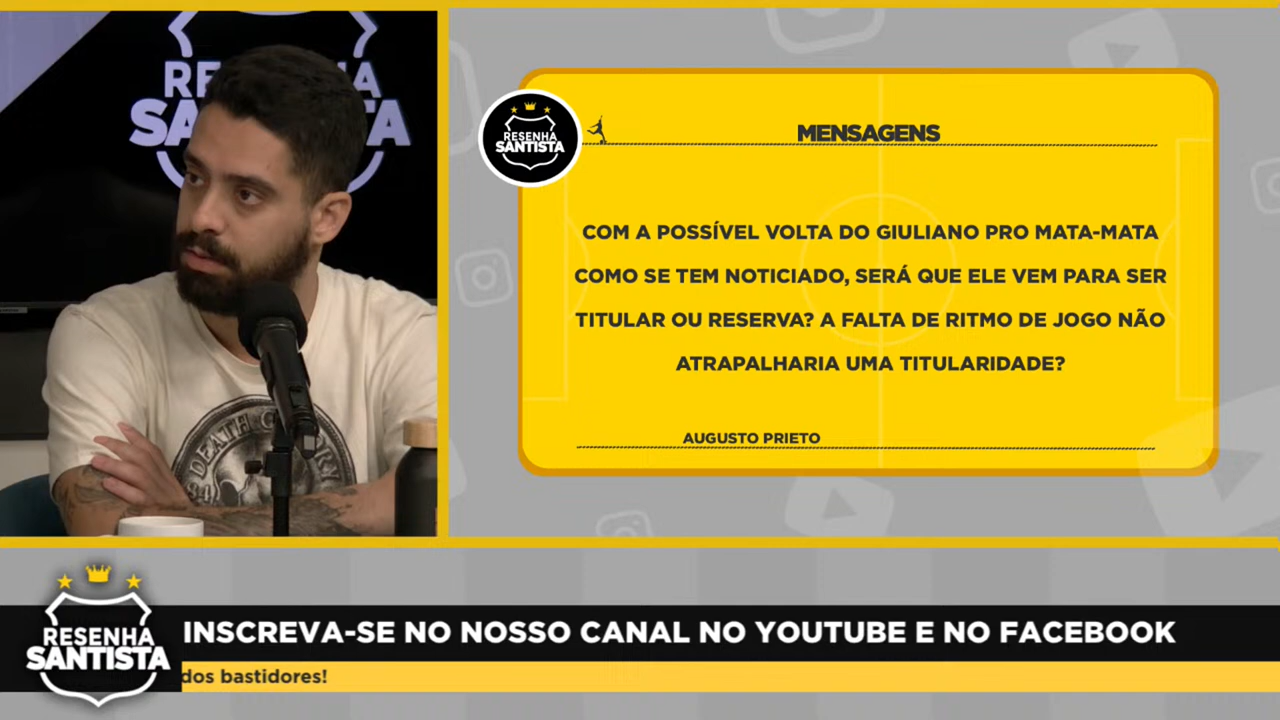 RESENHA
SANTISTA
DEATH
34
RESENHA
SANTISTA
MENSAGENS
COM A POSSÍVEL VOLTA DO GIULIANO PRO MATA-MATA
COMO SE TEM NOTICIADO, SERÁ QUE ELE VEM PARA SER
TITULAR OU RESERVA? A FALTA DE RITMO DE JOGO NÃO
ATRAPALHARIA UMA TITULARIDADE?
AUGUSTO PRIETO
RESENHA
SANTISTA
INSCREVA-SE NO NOSSO CANAL NO YOUTUBE E NO FACEBOOK
dos bastidores!